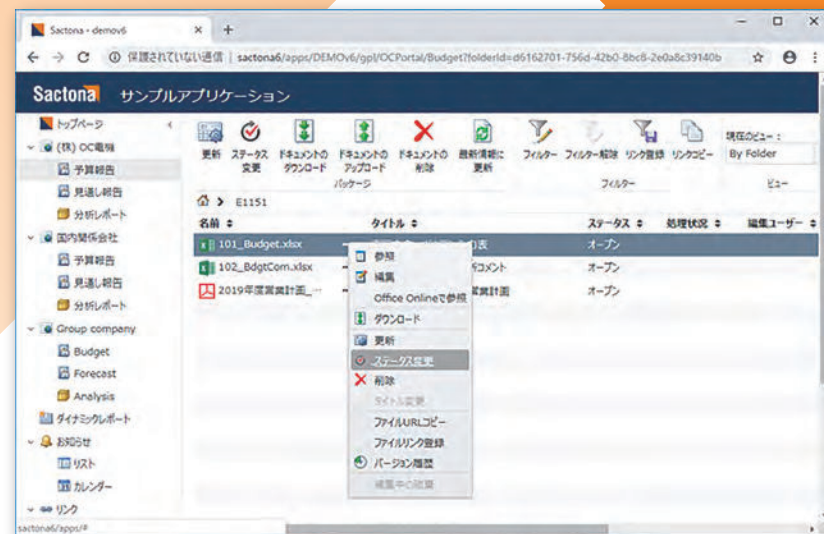 Sactona - demov6
保護されていない通信 | sactona6/apps/DEMOv6/gpl/OCPortal/Budget?folderId=d6162701-756d-42b0-8bc8-2e0a8c39140b
Sactona サンプルアプリケーション
トップページ
(株) OC電機
予算報告
見通し報告
分析レポート
国内関係会社
予算報告
見通し報告
分析レポート
Group company
Budget
Forecast
Analysis
ダイナミックレポート
お知らせ
リスト
カレンダー
リンク
sactona6/apps/#
更新 ステータス変更 ドキュメントのダウンロード ドキュメントのアップロード ドキュメントの削除 最新情報に更新 フィルター フィルター解除 リンク登録 リンクコピー 現在のビュー:
By Folder
パッケージ フィルター ビュー
E1151
名前 タイトル ステータス 処理状況 編集ユーザー
101_Budget.xlsx の表 オープン
102_BdgtCom.xlsx コメント オープン
2019年度営業計画_… 営業計画 オープン
参照
編集
Office Onlineで参照
ダウンロード
更新
ステータス変更
削除
タイトル変更
ファイルURLコピー
ファイルリンク登録
バージョン履歴
編集中の破棄